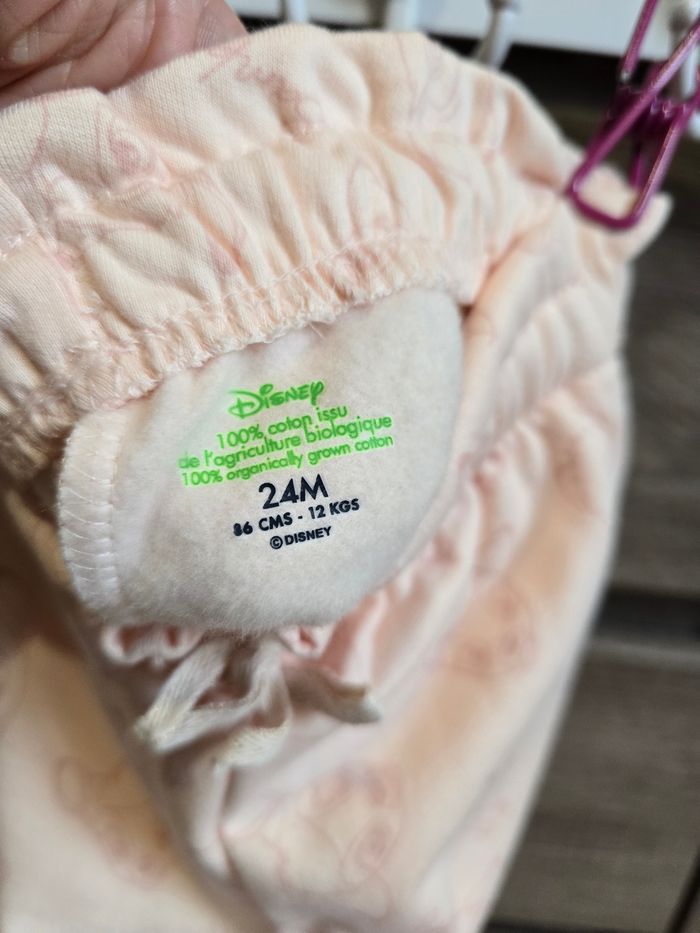 Disney
100% coton issu
de l'agriculture biologique
100% organically grown cotton
24M
86 CMS - 12 KGS
©DISNEY